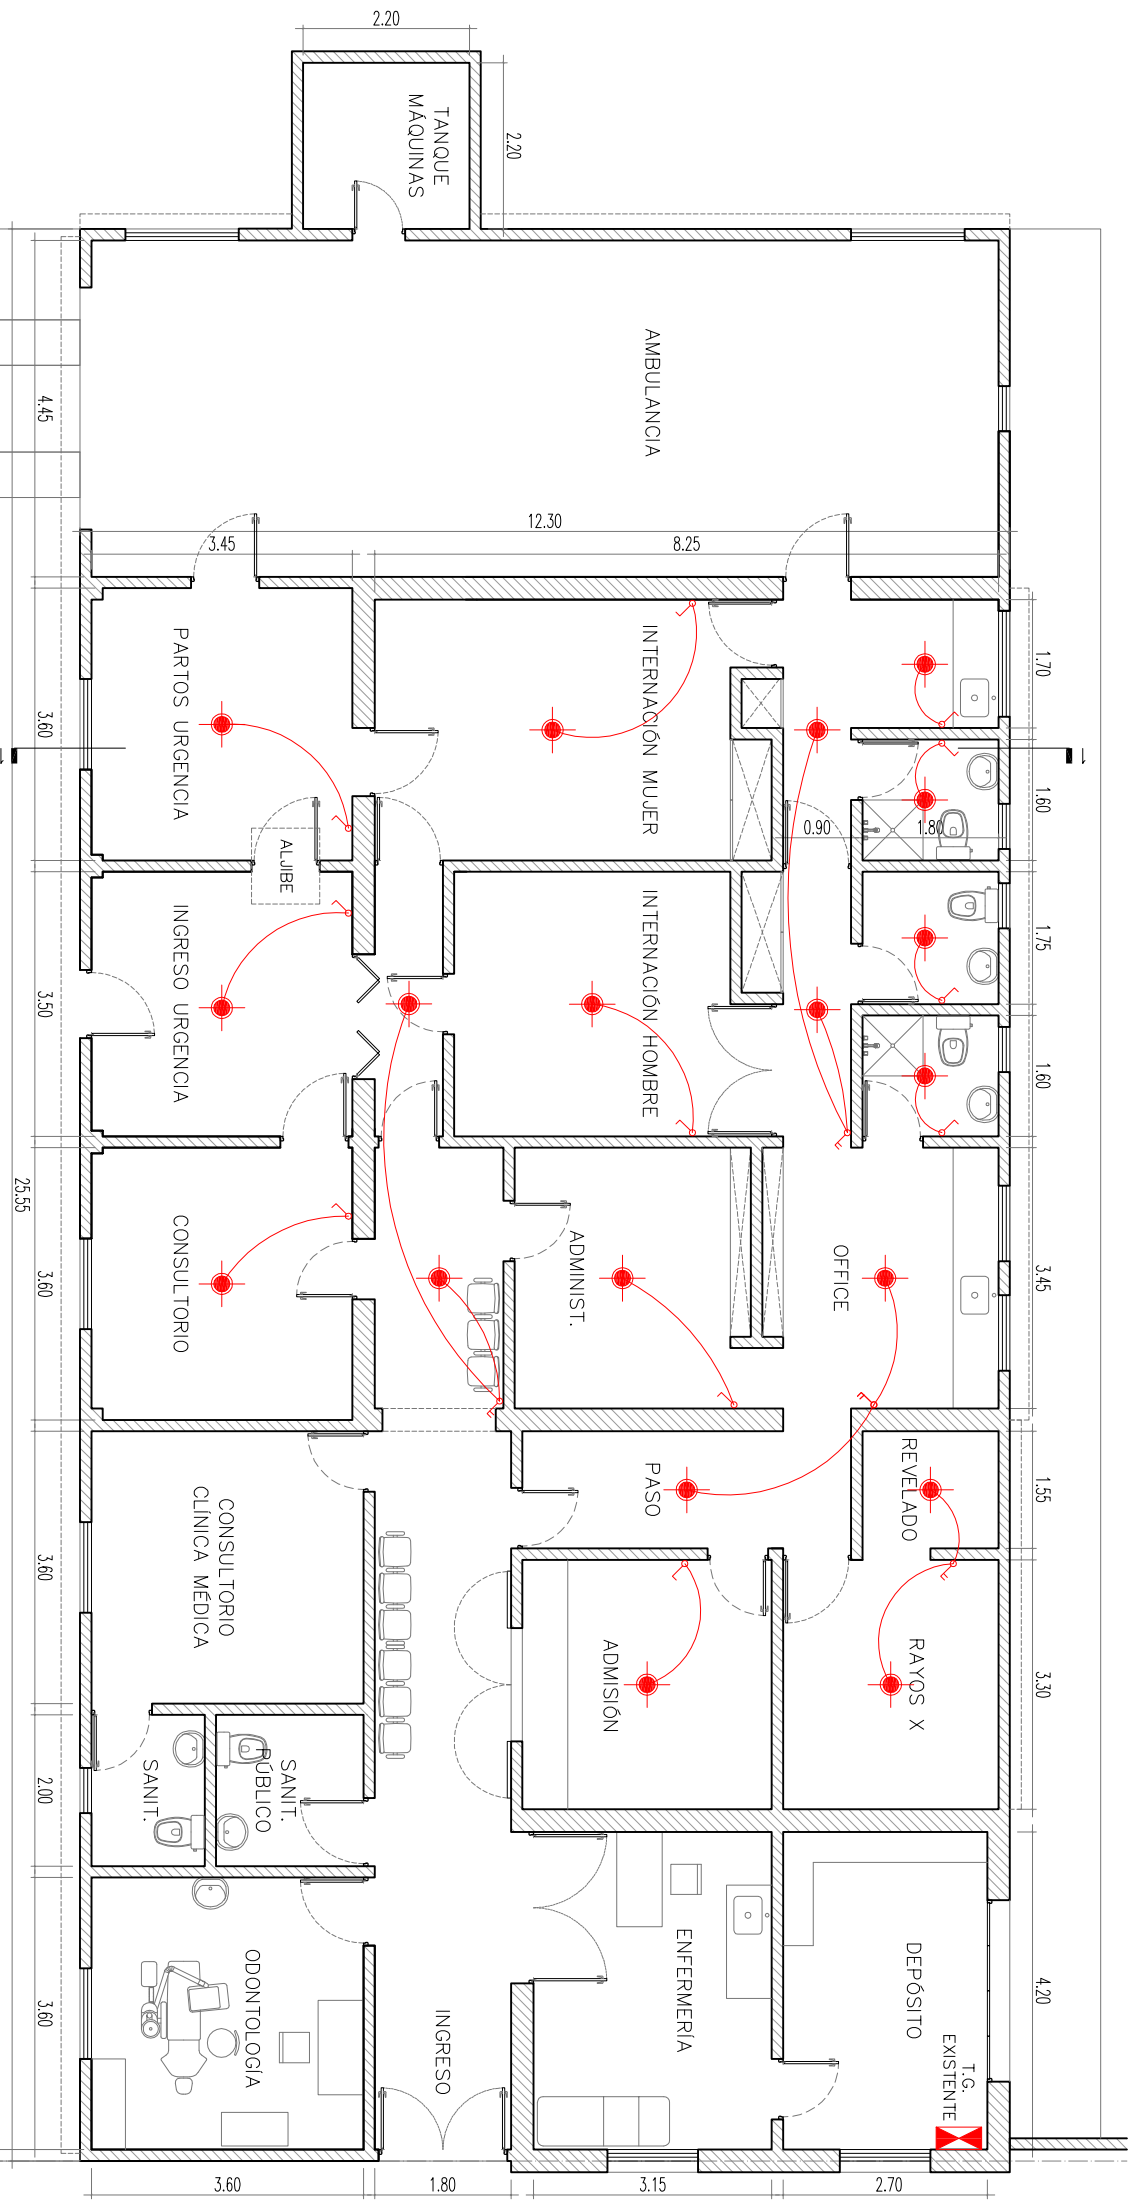 2.20
2.20
TANQUE
MÁQUINAS
AMBULANCIA
4.45
12.30
3.45
8.25
PARTOS URGENCIA
INTERNACIÓN MUJER
1.70
3.60
1.60
0.90
1.80
ALJIBE
INGRESO URGENCIA
INTERNACIÓN HOMBRE
1.75
3.50
1.60
25.55
CONSULTORIO
ADMINIST.
OFFICE
3.45
3.60
PASO
REVELADO
1.55
CONSULTORIO
CLÍNICA MÉDICA
3.60
ADMISIÓN
RAYOS X
3.30
SANIT.
SANIT.
PÚBLICO
2.00
ODONTOLOGÍA
3.60
INGRESO
ENFERMERÍA
DEPÓSITO
4.20
T.G.
EXISTENTE
3.60
1.80
3.15
2.70